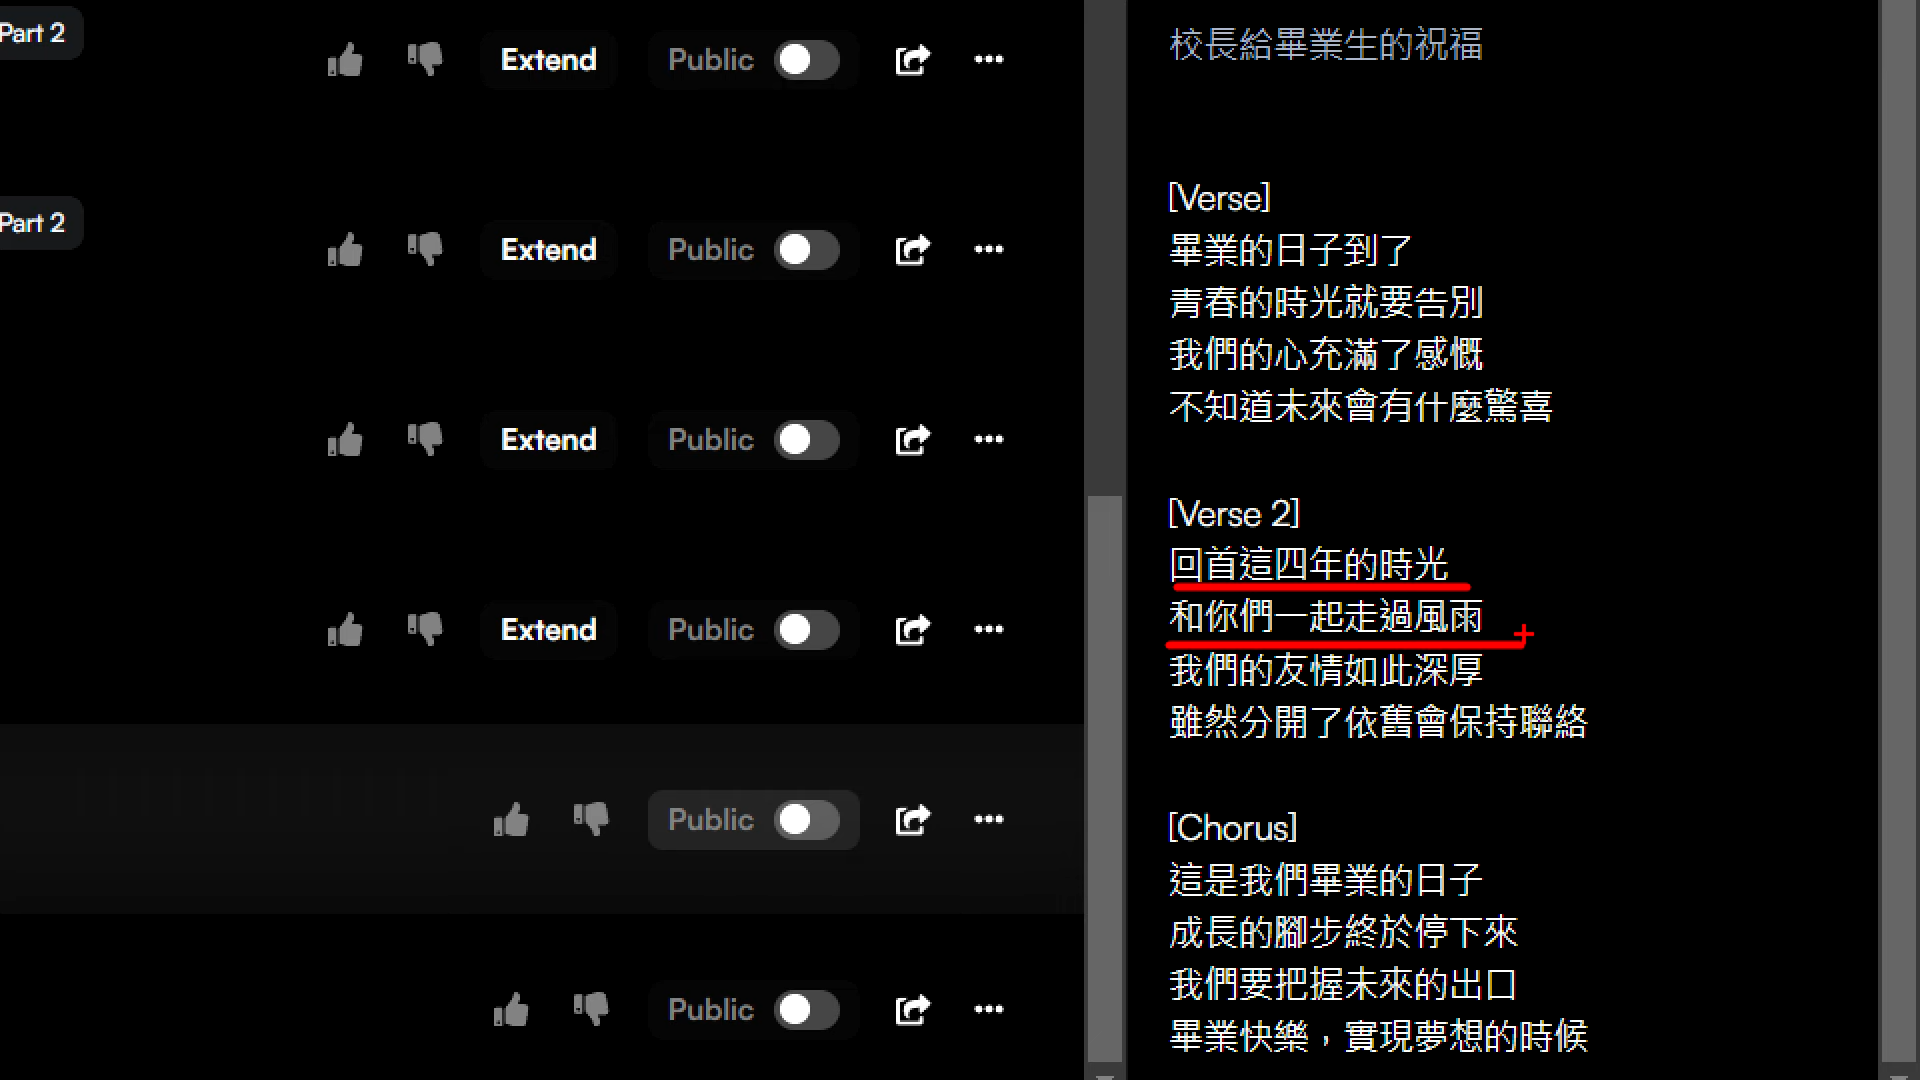 Part 2
Extend Public
Part 2
Extend Public
Extend Public
Extend Public
Public
Public
校長給畢業生的祝福
[Verse]
畢業的日子到了
青春的時光就要告別
我們的心充滿了感慨
不知道未來會有什麼驚喜
[Verse 2]
回首這四年的時光
和你們一起走過風雨
我們的友情如此深厚
雖然分開了依舊會保持聯絡
[Chorus]
這是我們畢業的日子
成長的腳步終於停下來
我們要把握未來的出口
畢業快樂，實現夢想的時候